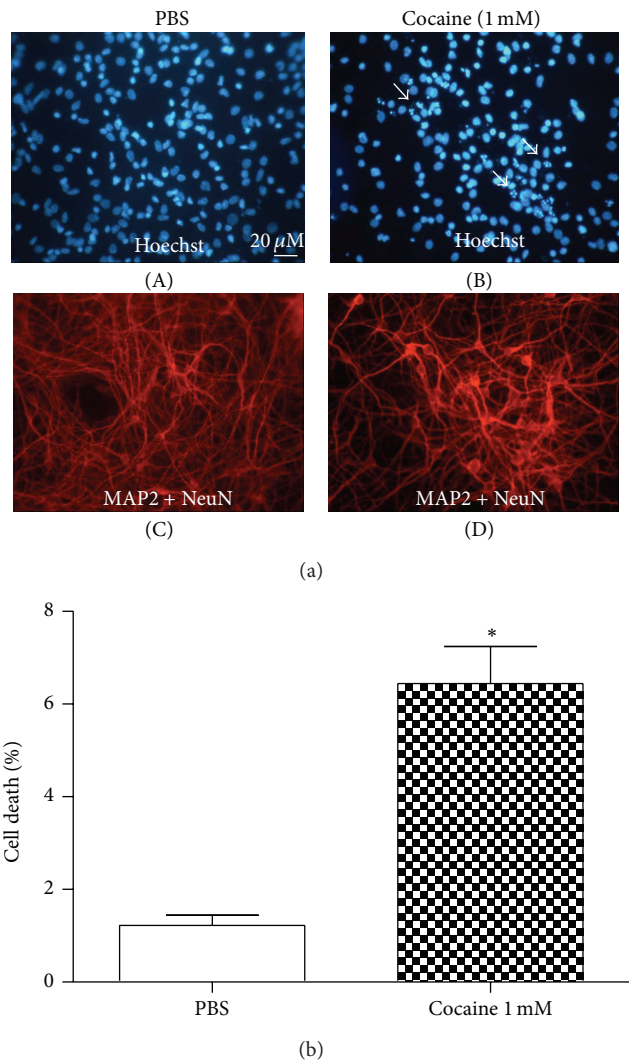 PBS
Cocaine (1 mM)
Hoechst
20 μM
Hoechst
(A)
(B)
MAP2 + NeuN
MAP2 + NeuN
(C)
(D)
(a)
8
6
4
2
0
Cell death (%)
*
PBS
Cocaine 1 mM
(b)